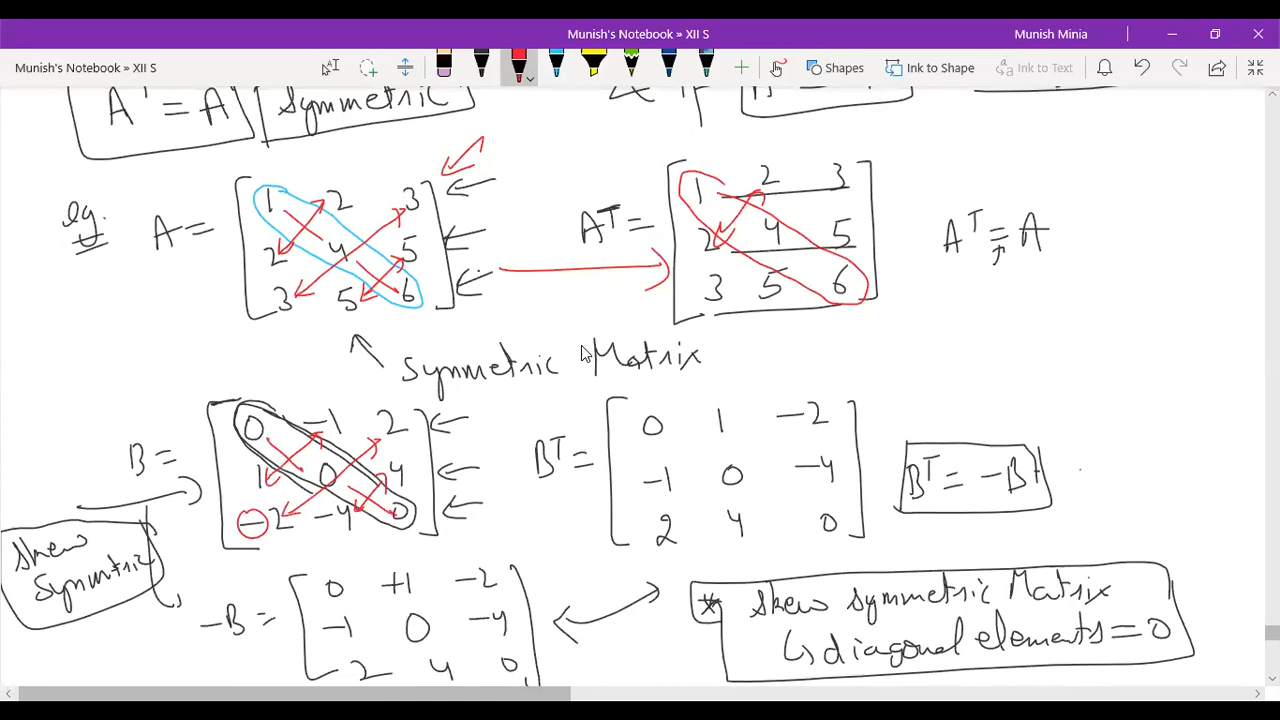 Munish's Notebook » XII S
Munish Minia
Munish's Notebook » XII S
Shapes
Ink to Shape
Ink to Text
A^T = A Symmetric
eg. A = [ 1 2 3
2 4 5
3 5 6 ]
A^T = [ 1 2 3
2 4 5
3 5 6 ]
A^T = A
Symmetric Matrix
B = [ 0 -1 2
1 0 4
-2 -4 0 ]
B^T = [ 0 1 -2
-1 0 -4
2 4 0 ]
B^T = -B
Skew
Symmtric
-B = [ 0 +1 -2
-1 0 -4
2 4 0 ]
* Skew symmetric Matrix
↳ diagonal elements = 0